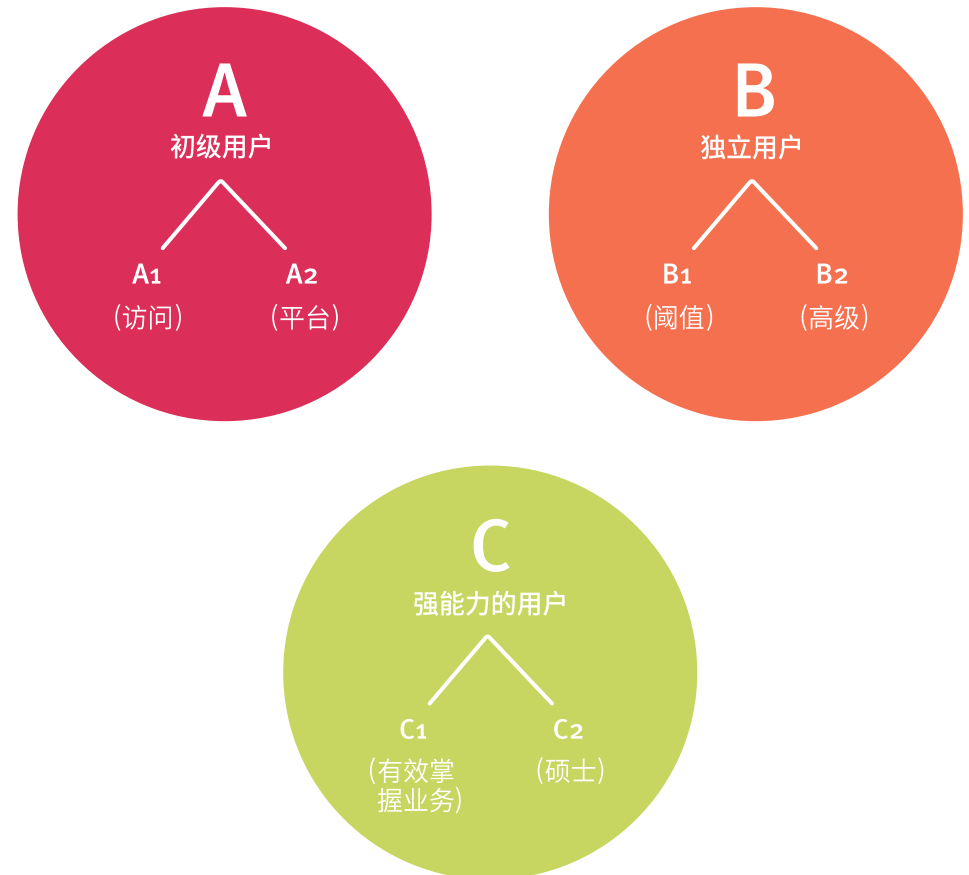 A
初级用户
A1
(访问)
A2
(平台)
B
独立用户
B1
(阈值)
B2
(高级)
C
强能力的用户
C1
(有效掌
握业务)
C2
(硕士)